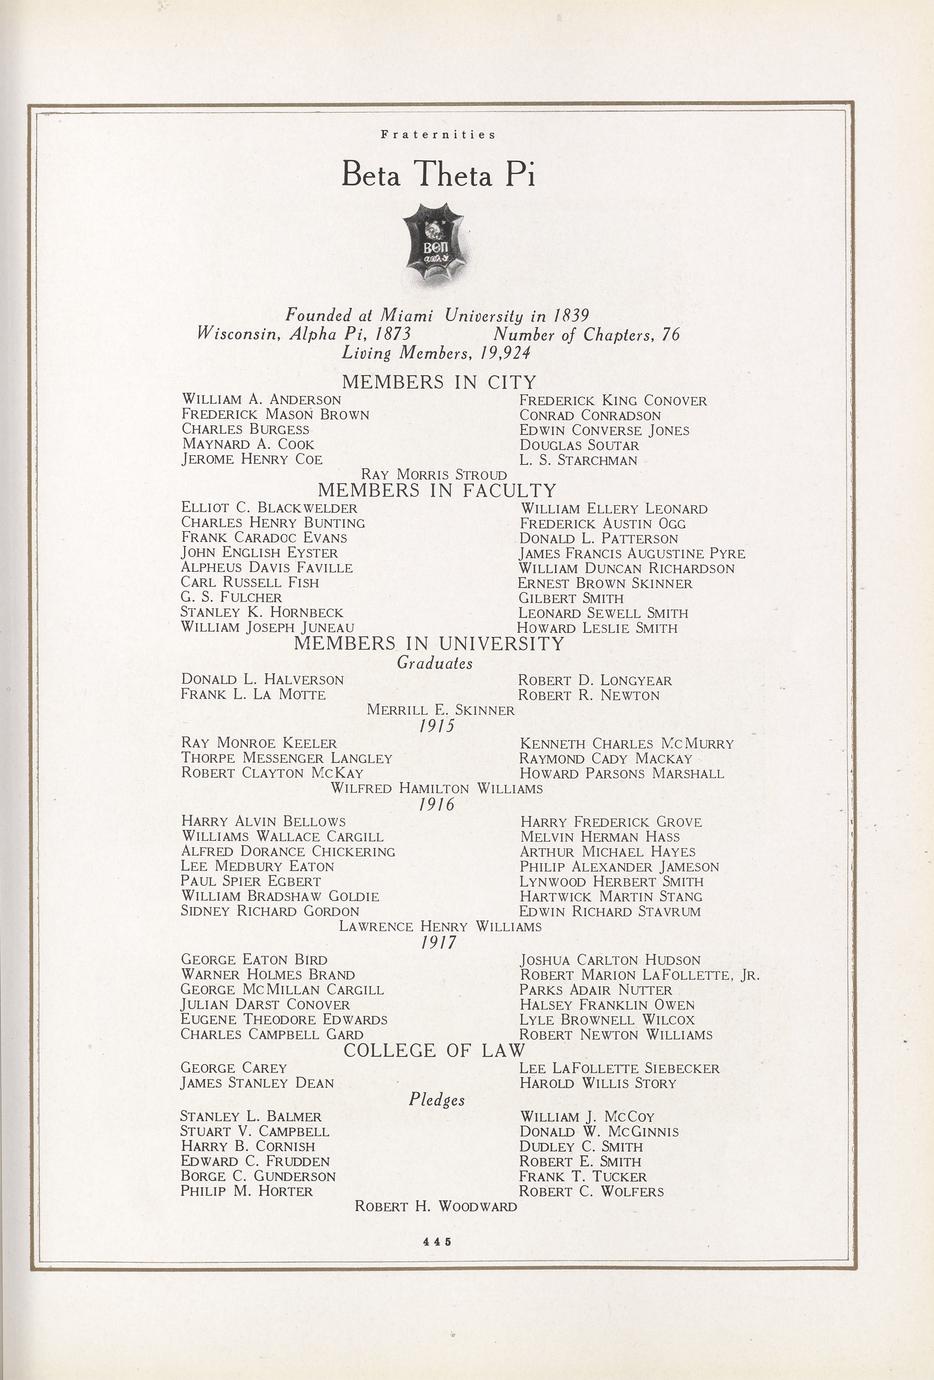 Fraternities
Beta Theta Pi
ΒΘΠ
Founded at Miami University in 1839
Wisconsin, Alpha Pi, 1873 Number of Chapters, 76
Living Members, 19,924
MEMBERS IN CITY
WILLIAM A. ANDERSON FREDERICK KING CONOVER
FREDERICK MASON BROWN CONRAD CONRADSON
CHARLES BURGESS EDWIN CONVERSE JONES
MAYNARD A. COOK DOUGLAS SOUTAR
JEROME HENRY COE L. S. STARCHMAN
RAY MORRIS STROUD
MEMBERS IN FACULTY
ELLIOT C. BLACKWELDER WILLIAM ELLERY LEONARD
CHARLES HENRY BUNTING FREDERICK AUSTIN OGG
FRANK CARADOC EVANS DONALD L. PATTERSON
JOHN ENGLISH EYSTER JAMES FRANCIS AUGUSTINE PYRE
ALPHEUS DAVIS FAVILLE WILLIAM DUNCAN RICHARDSON
CARL RUSSELL FISH ERNEST BROWN SKINNER
G. S. FULCHER GILBERT SMITH
STANLEY K. HORNBECK LEONARD SEWELL SMITH
WILLIAM JOSEPH JUNEAU HOWARD LESLIE SMITH
MEMBERS IN UNIVERSITY
Graduates
DONALD L. HALVERSON ROBERT D. LONGYEAR
FRANK L. LA MOTTE ROBERT R. NEWTON
MERRILL E. SKINNER
1915
RAY MONROE KEELER KENNETH CHARLES MCMURRY
THORPE MESSENGER LANGLEY RAYMOND CADY MACKAY
ROBERT CLAYTON MCKAY HOWARD PARSONS MARSHALL
WILFRED HAMILTON WILLIAMS
1916
HARRY ALVIN BELLOWS HARRY FREDERICK GROVE
WILLIAMS WALLACE CARGILL MELVIN HERMAN HASS
ALFRED DORANCE CHICKERING ARTHUR MICHAEL HAYES
LEE MEDBURY EATON PHILIP ALEXANDER JAMESON
PAUL SPIER EGBERT LYNWOOD HERBERT SMITH
WILLIAM BRADSHAW GOLDIE HARTWICK MARTIN STANG
SIDNEY RICHARD GORDON EDWIN RICHARD STAVRUM
LAWRENCE HENRY WILLIAMS
1917
GEORGE EATON BIRD JOSHUA CARLTON HUDSON
WARNER HOLMES BRAND ROBERT MARION LAFOLLETTE, JR.
GEORGE MCMILLAN CARGILL PARKS ADAIR NUTTER
JULIAN DARST CONOVER HALSEY FRANKLIN OWEN
EUGENE THEODORE EDWARDS LYLE BROWNELL WILCOX
CHARLES CAMPBELL GARD ROBERT NEWTON WILLIAMS
COLLEGE OF LAW
GEORGE CAREY LEE LAFOLLETTE SIEBECKER
JAMES STANLEY DEAN HAROLD WILLIS STORY
Pledges
STANLEY L. BALMER WILLIAM J. MCCOY
STUART V. CAMPBELL DONALD W. MCGINNIS
HARRY B. CORNISH DUDLEY C. SMITH
EDWARD C. FRUDDEN ROBERT E. SMITH
BORGE C. GUNDERSON FRANK T. TUCKER
PHILIP M. HORTER ROBERT C. WOLFERS
ROBERT H. WOODWARD
445